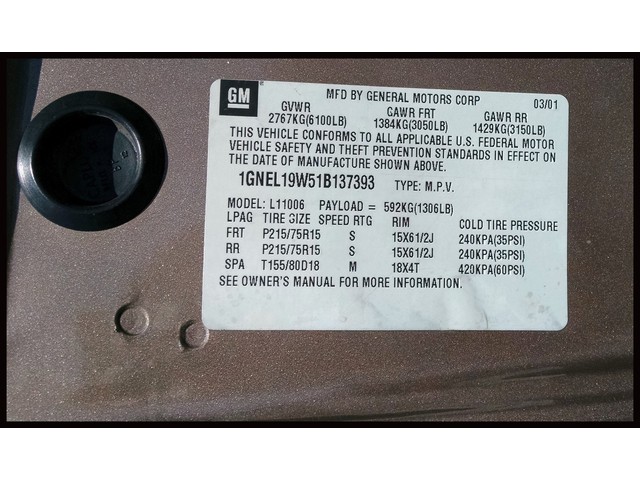 GM
MFD BY GENERAL MOTORS CORP 03/01
GVWR GAWR FRT GAWR RR
2767KG(6100LB) 1384KG(3050LB) 1429KG(3150LB)
THIS VEHICLE CONFORMS TO ALL APPLICABLE U.S. FEDERAL MOTOR
VEHICLE SAFETY AND THEFT PREVENTION STANDARDS IN EFFECT ON
THE DATE OF MANUFACTURE SHOWN ABOVE.
1GNEL19W51B137393 TYPE: M.P.V.
MODEL: L11006 PAYLOAD = 592KG(1306LB)
LPAG TIRE SIZE SPEED RTG RIM COLD TIRE PRESSURE
FRT P215/75R15 S 15X61/2J 240KPA(35PSI)
RR P215/75R15 S 15X61/2J 240KPA(35PSI)
SPA T155/80D18 M 18X4T 420KPA(60PSI)
SEE OWNER'S MANUAL FOR MORE INFORMATION.